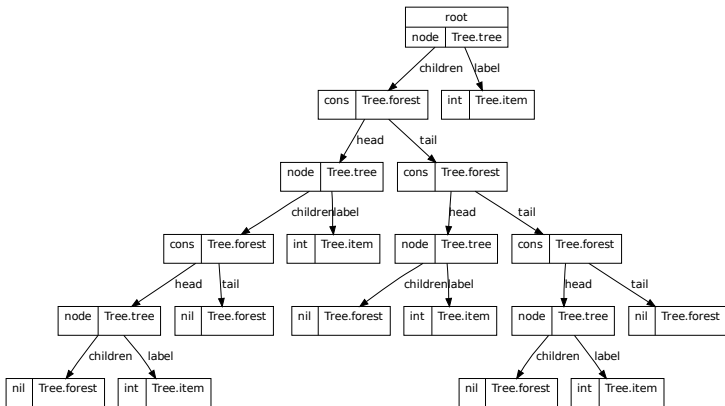 root
node Tree.tree
children label
cons Tree.forest int Tree.item
head tail
node Tree.tree cons Tree.forest
children label head tail
cons Tree.forest int Tree.item node Tree.tree cons Tree.forest
head tail children label head tail
node Tree.tree nil Tree.forest nil Tree.forest int Tree.item node Tree.tree nil Tree.forest
children label children label
nil Tree.forest int Tree.item nil Tree.forest int Tree.item